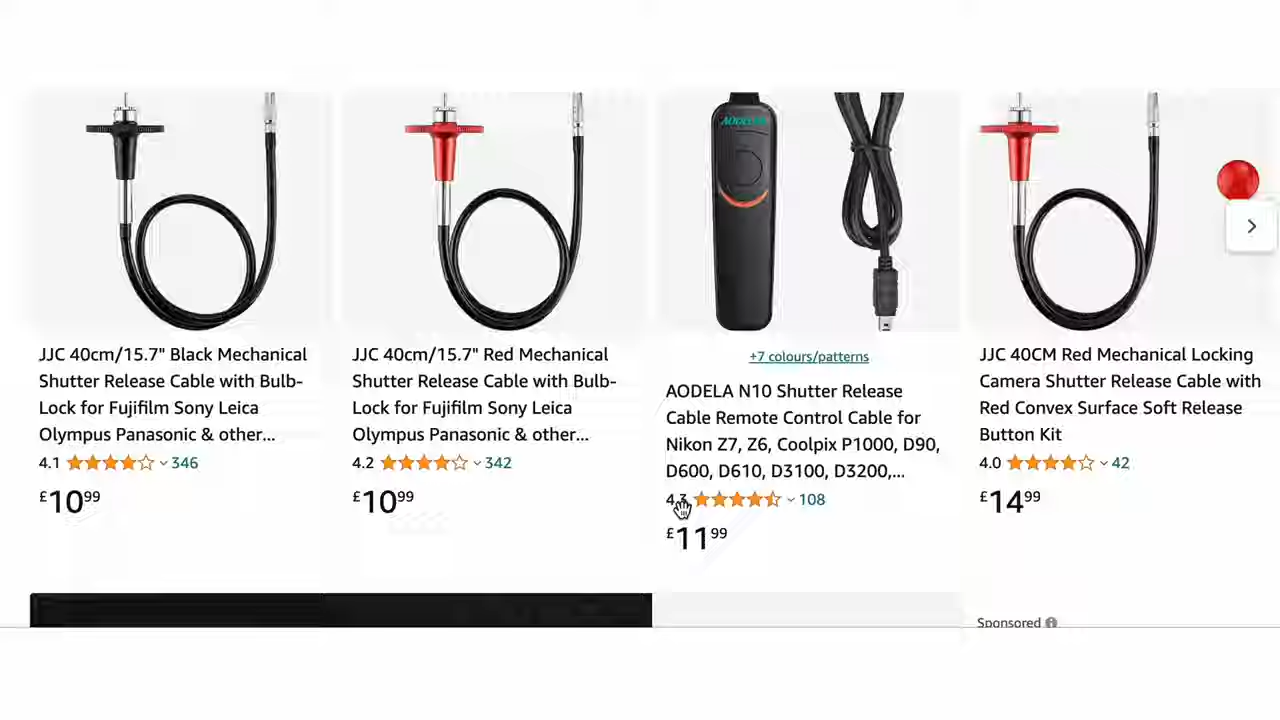 AODELA
JJC 40cm/15.7" Black Mechanical
Shutter Release Cable with Bulb-
Lock for Fujifilm Sony Leica
Olympus Panasonic & other...
4.1 346
£10.99
JJC 40cm/15.7" Red Mechanical
Shutter Release Cable with Bulb-
Lock for Fujifilm Sony Leica
Olympus Panasonic & other...
4.2 342
£10.99
+7 colours/patterns
AODELA N10 Shutter Release
Cable Remote Control Cable for
Nikon Z7, Z6, Coolpix P1000, D90,
D600, D610, D3100, D3200,...
4.3 108
£11.99
JJC 40CM Red Mechanical Locking
Camera Shutter Release Cable with
Red Convex Surface Soft Release
Button Kit
4.0 42
£14.99
Sponsored